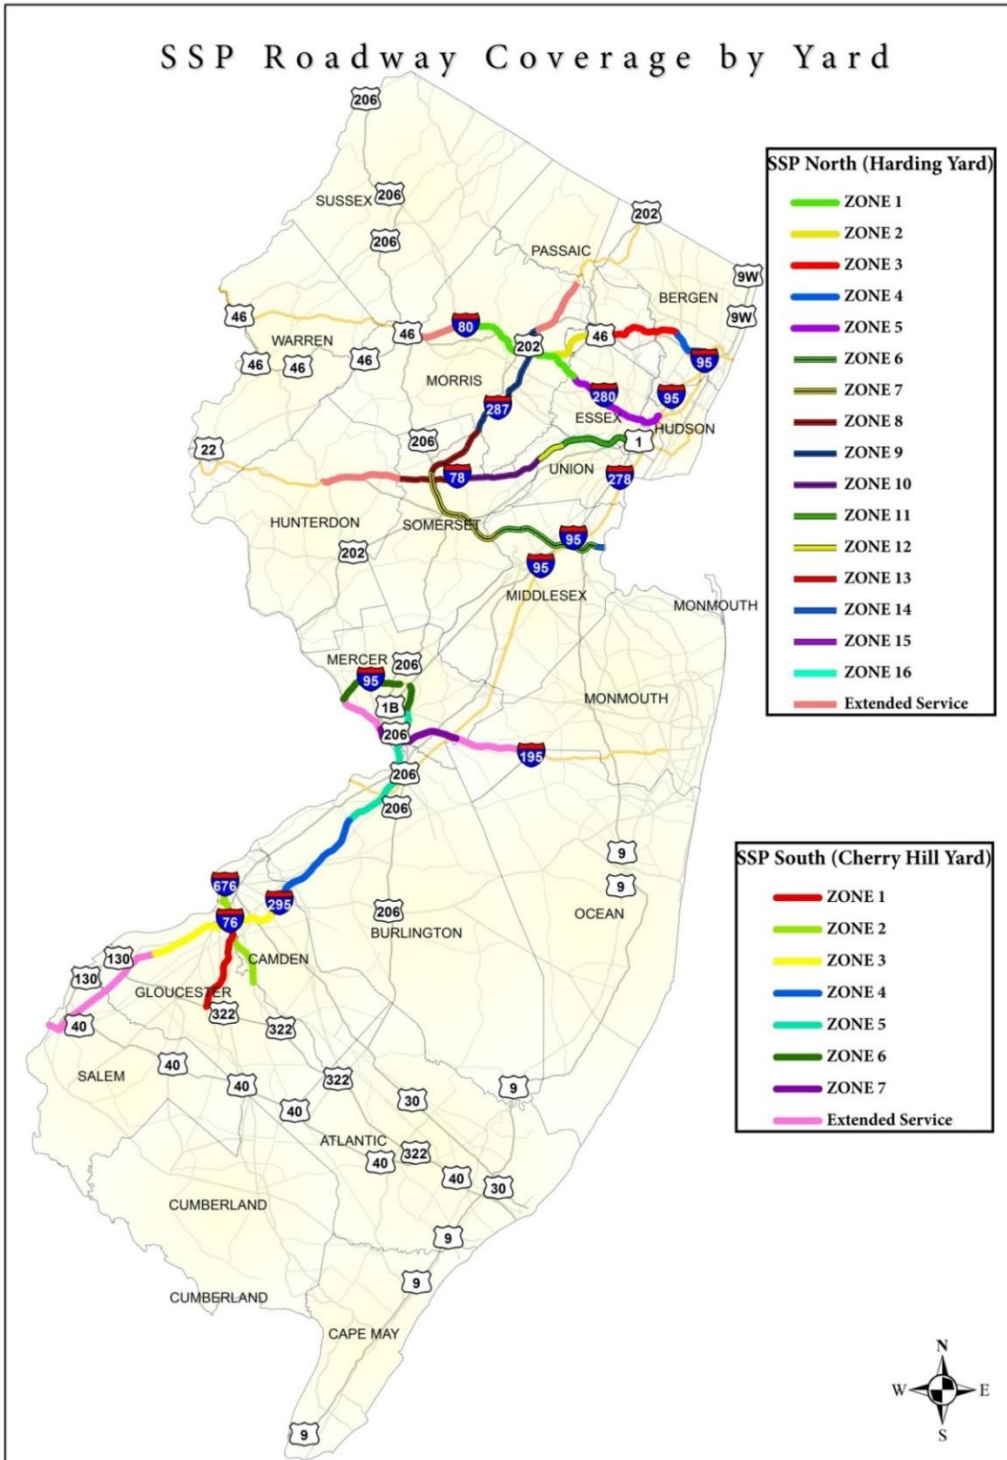 SSP Roadway Coverage by Yard
206
SSP North (Harding Yard)
ZONE 1
ZONE 2
ZONE 3
ZONE 4
ZONE 5
ZONE 6
ZONE 7
ZONE 8
ZONE 9
ZONE 10
ZONE 11
ZONE 12
ZONE 13
ZONE 14
ZONE 15
ZONE 16
Extended Service
SUSSEX
206
202
206
PASSAIC
9W
BERGEN
9W
46
80
46
46
202
WARREN
46
46
46
95
MORRIS
287
280
95
ESSEX
HUDSON
206
1
22
78
UNION
278
HUNTERDON
SOMERSET
95
202
95
MIDDLESEX
MONMOUTH
MERCER
206
95
1B
MONMOUTH
206
195
206
206
SSP South (Cherry Hill Yard)
ZONE 1
ZONE 2
ZONE 3
ZONE 4
ZONE 5
ZONE 6
ZONE 7
Extended Service
9
676
9
295
206
OCEAN
76
BURLINGTON
130
CAMDEN
130
GLOUCESTER
322
40
322
SALEM
40
322
40
9
30
40
ATLANTIC
322
40
40
30
CUMBERLAND
9
9
CUMBERLAND
CAPE MAY
9
N
W E
S